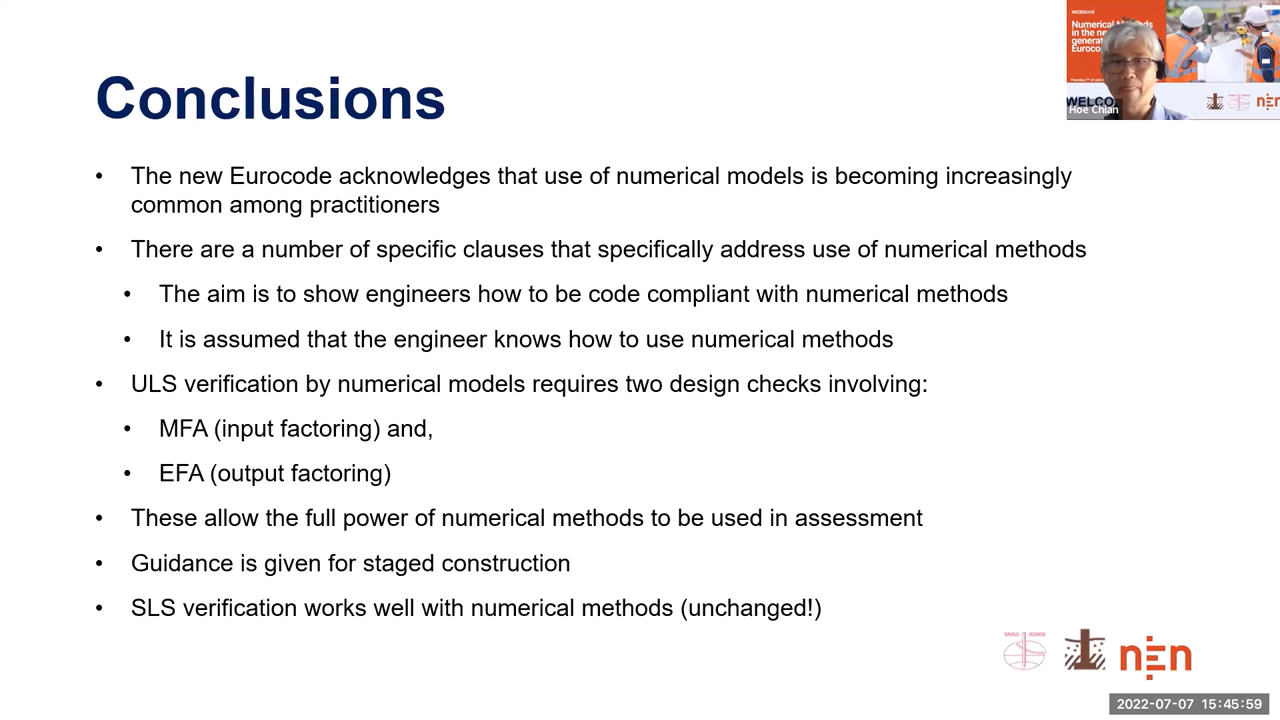 WEBINAR
Numerical
in the ne
genera
Euroco
WELCO
Hoe Chian
nen
Conclusions
• The new Eurocode acknowledges that use of numerical models is becoming increasingly
common among practitioners
• There are a number of specific clauses that specifically address use of numerical methods
• The aim is to show engineers how to be code compliant with numerical methods
• It is assumed that the engineer knows how to use numerical methods
• ULS verification by numerical models requires two design checks involving:
• MFA (input factoring) and,
• EFA (output factoring)
• These allow the full power of numerical methods to be used in assessment
• Guidance is given for staged construction
• SLS verification works well with numerical methods (unchanged!)
nen
2022-07-07 15:45:59